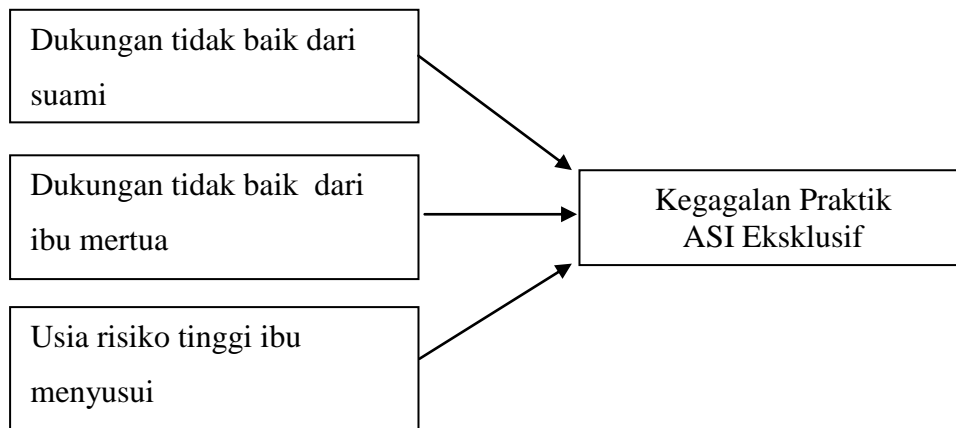 Dukungan tidak baik dari
suami
Dukungan tidak baik dari
ibu mertua
Kegagalan Praktik
ASI Eksklusif
Usia risiko tinggi ibu
menyusui